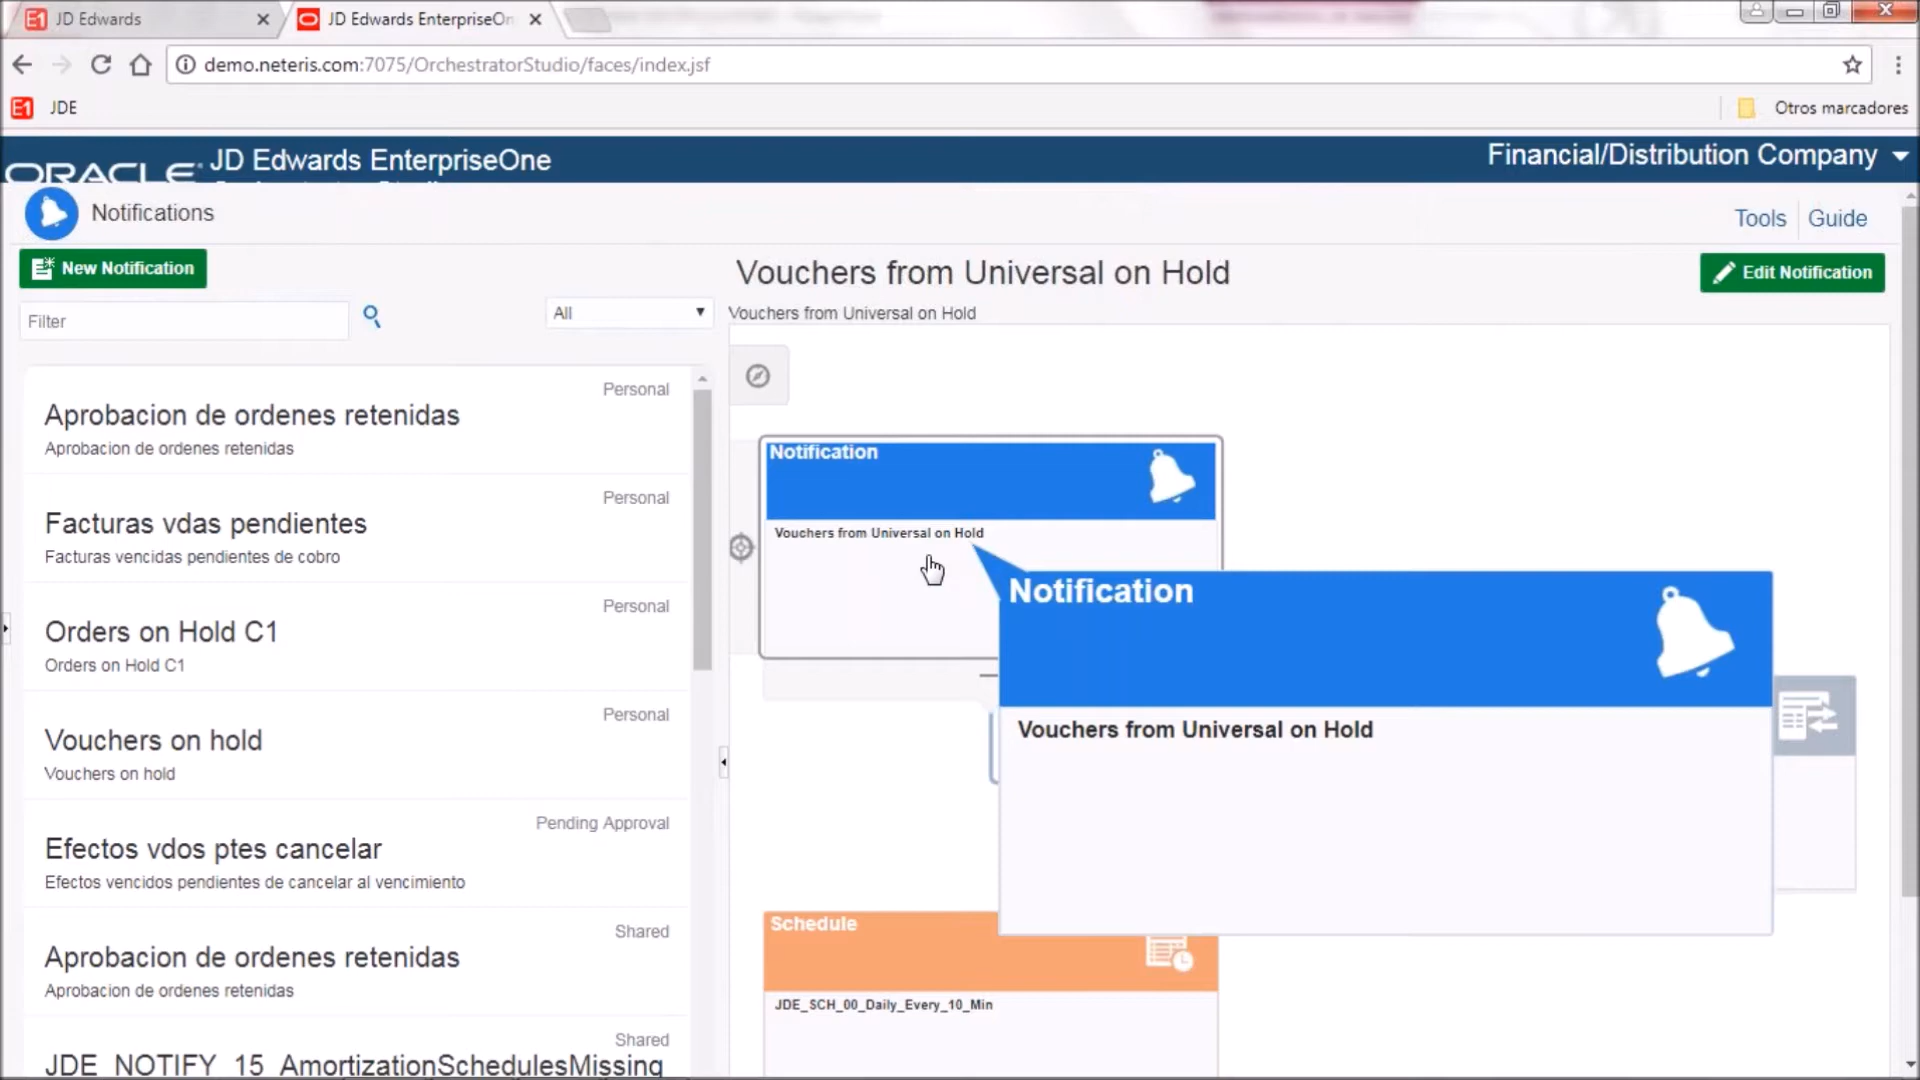 JD Edwards
JD Edwards EnterpriseOn
demo.neteris.com:7075/OrchestratorStudio/faces/index.jsf
E1 JDE
Otros marcadores
ORACLE JD Edwards EnterpriseOne
Financial/Distribution Company
Notifications
Tools Guide
New Notification
Vouchers from Universal on Hold
Edit Notification
Filter
All
Vouchers from Universal on Hold
Personal
Aprobacion de ordenes retenidas
Aprobacion de ordenes retenidas
Personal
Facturas vdas pendientes
Facturas vencidas pendientes de cobro
Personal
Orders on Hold C1
Orders on Hold C1
Personal
Vouchers on hold
Vouchers on hold
Pending Approval
Efectos vdos ptes cancelar
Efectos vencidos pendientes de cancelar al vencimiento
Shared
Aprobacion de ordenes retenidas
Aprobacion de ordenes retenidas
Shared
JDE_NOTIFY_15_AmortizationSchedulesMissing
Notification
Vouchers from Universal on Hold
Notification
Vouchers from Universal on Hold
Schedule
JDE_SCH_00_Daily_Every_10_Min